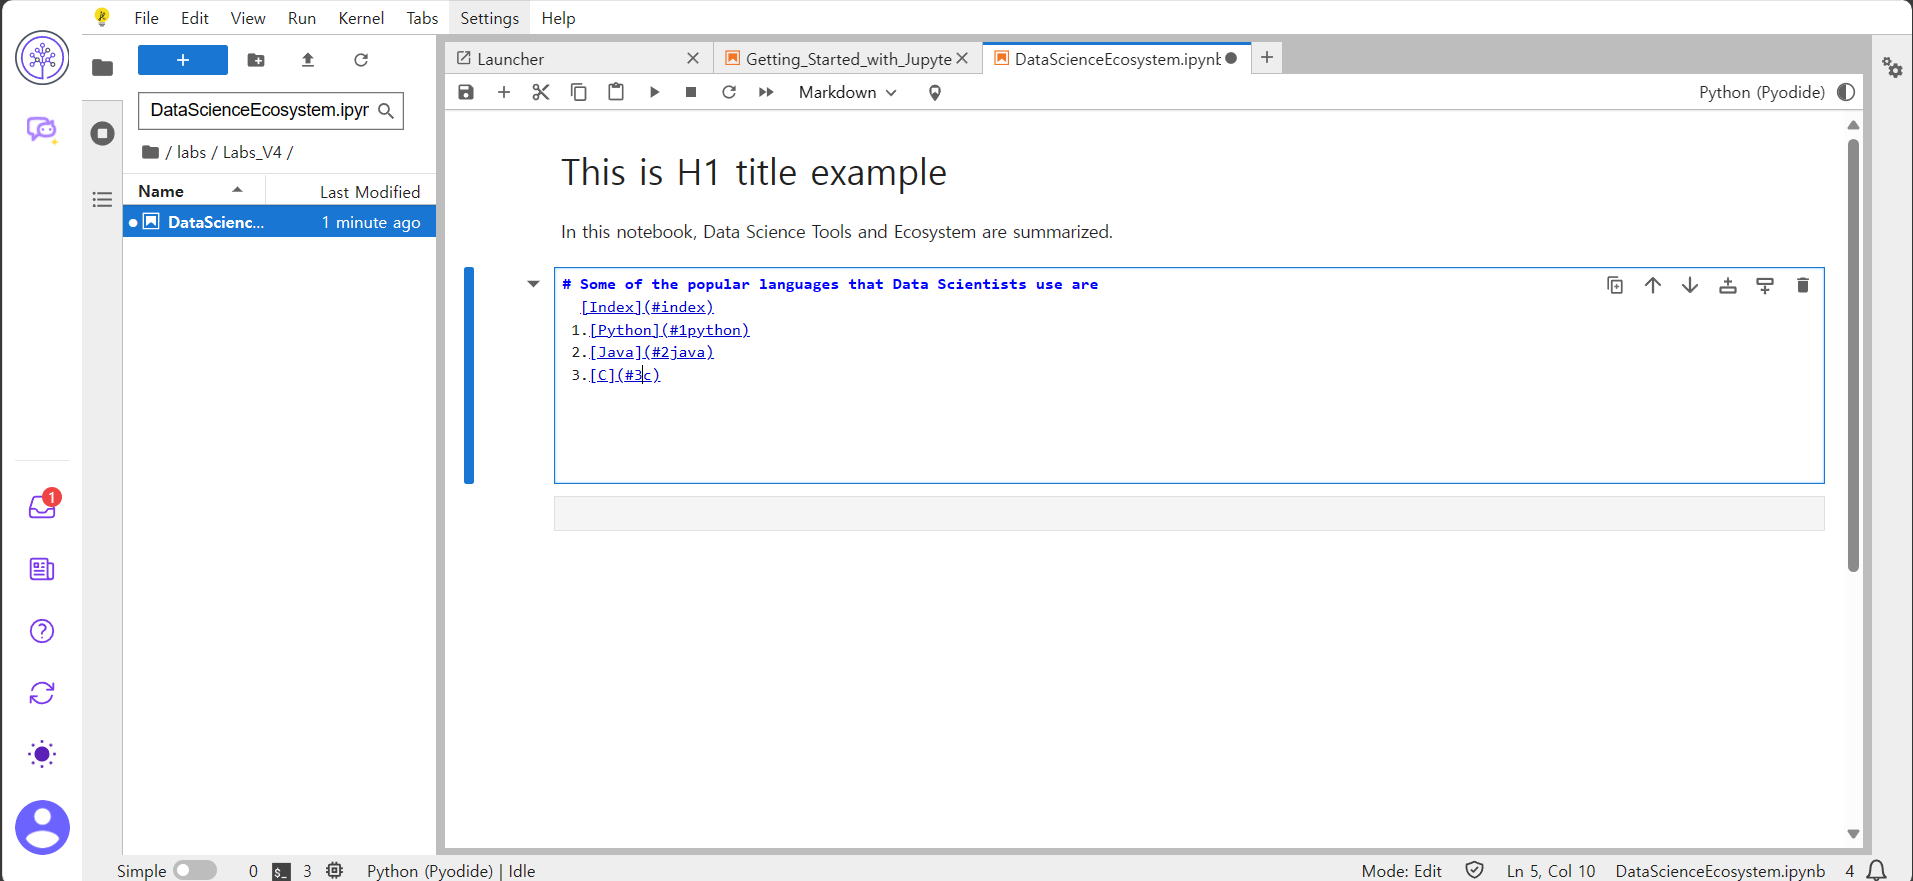 File Edit View Run Kernel Tabs Settings Help
+
Launcher
Getting_Started_with_Jupyte
DataScienceEcosystem.ipynb
+
DataScienceEcosystem.ipyr
Markdown
Python (Pyodide)
/ labs / Labs_V4 /
Name Last Modified
DataScienc... 1 minute ago
This is H1 title example
In this notebook, Data Science Tools and Ecosystem are summarized.
# Some of the popular languages that Data Scientists use are
[Index](#index)
1.[Python](#1python)
2.[Java](#2java)
3.[C](#3c)
1
Simple 0 $_ 3 Python (Pyodide) | Idle Mode: Edit Ln 5, Col 10 DataScienceEcosystem.ipynb 4